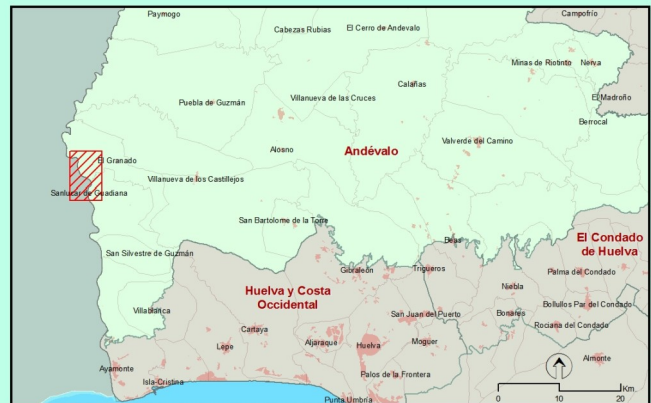 Paymogo
Campofrío
Cabezas Rubias
El Cerro de Andevalo
Minas de Riotinto
Nerva
Calañas
Puebla de Guzmán
Villanueva de las Cruces
El Madroño
Berrocal
Valverde del Camino
Alosno
Andévalo
El Granado
Villanueva de los Castillejos
Sanlucar de Guadiana
San Bartolome de la Torre
Beas
El Condado
de Huelva
San Silvestre de Guzmán
Gibraleón
Trigueros
Palma del Condado
Huelva y Costa
Occidental
Niebla
Villablanca
San Juan del Puerto
Bonares
Bollullos Par del Condado
Rociana del Condado
Cartaya
Lepe
Aljaraque
Huelva
Moguer
Almonte
Ayamonte
Isla-Cristina
Palos de la Frontera
Punta Umbría
Km.
0
10
20